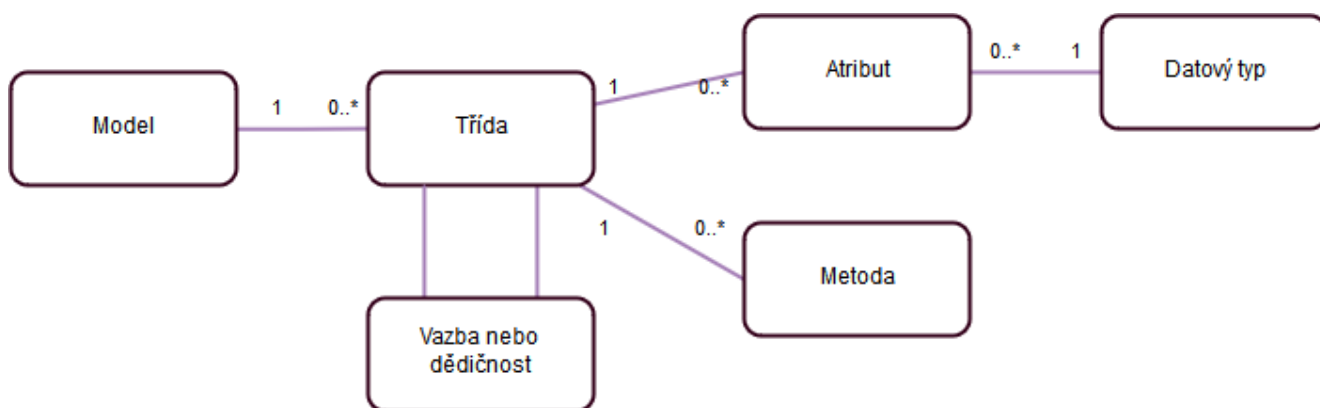 Model
1
0..*
Třída
1
0..*
Atribut
0..*
1
Datový typ
1
0..*
Metoda
Vazba nebo
dědičnost